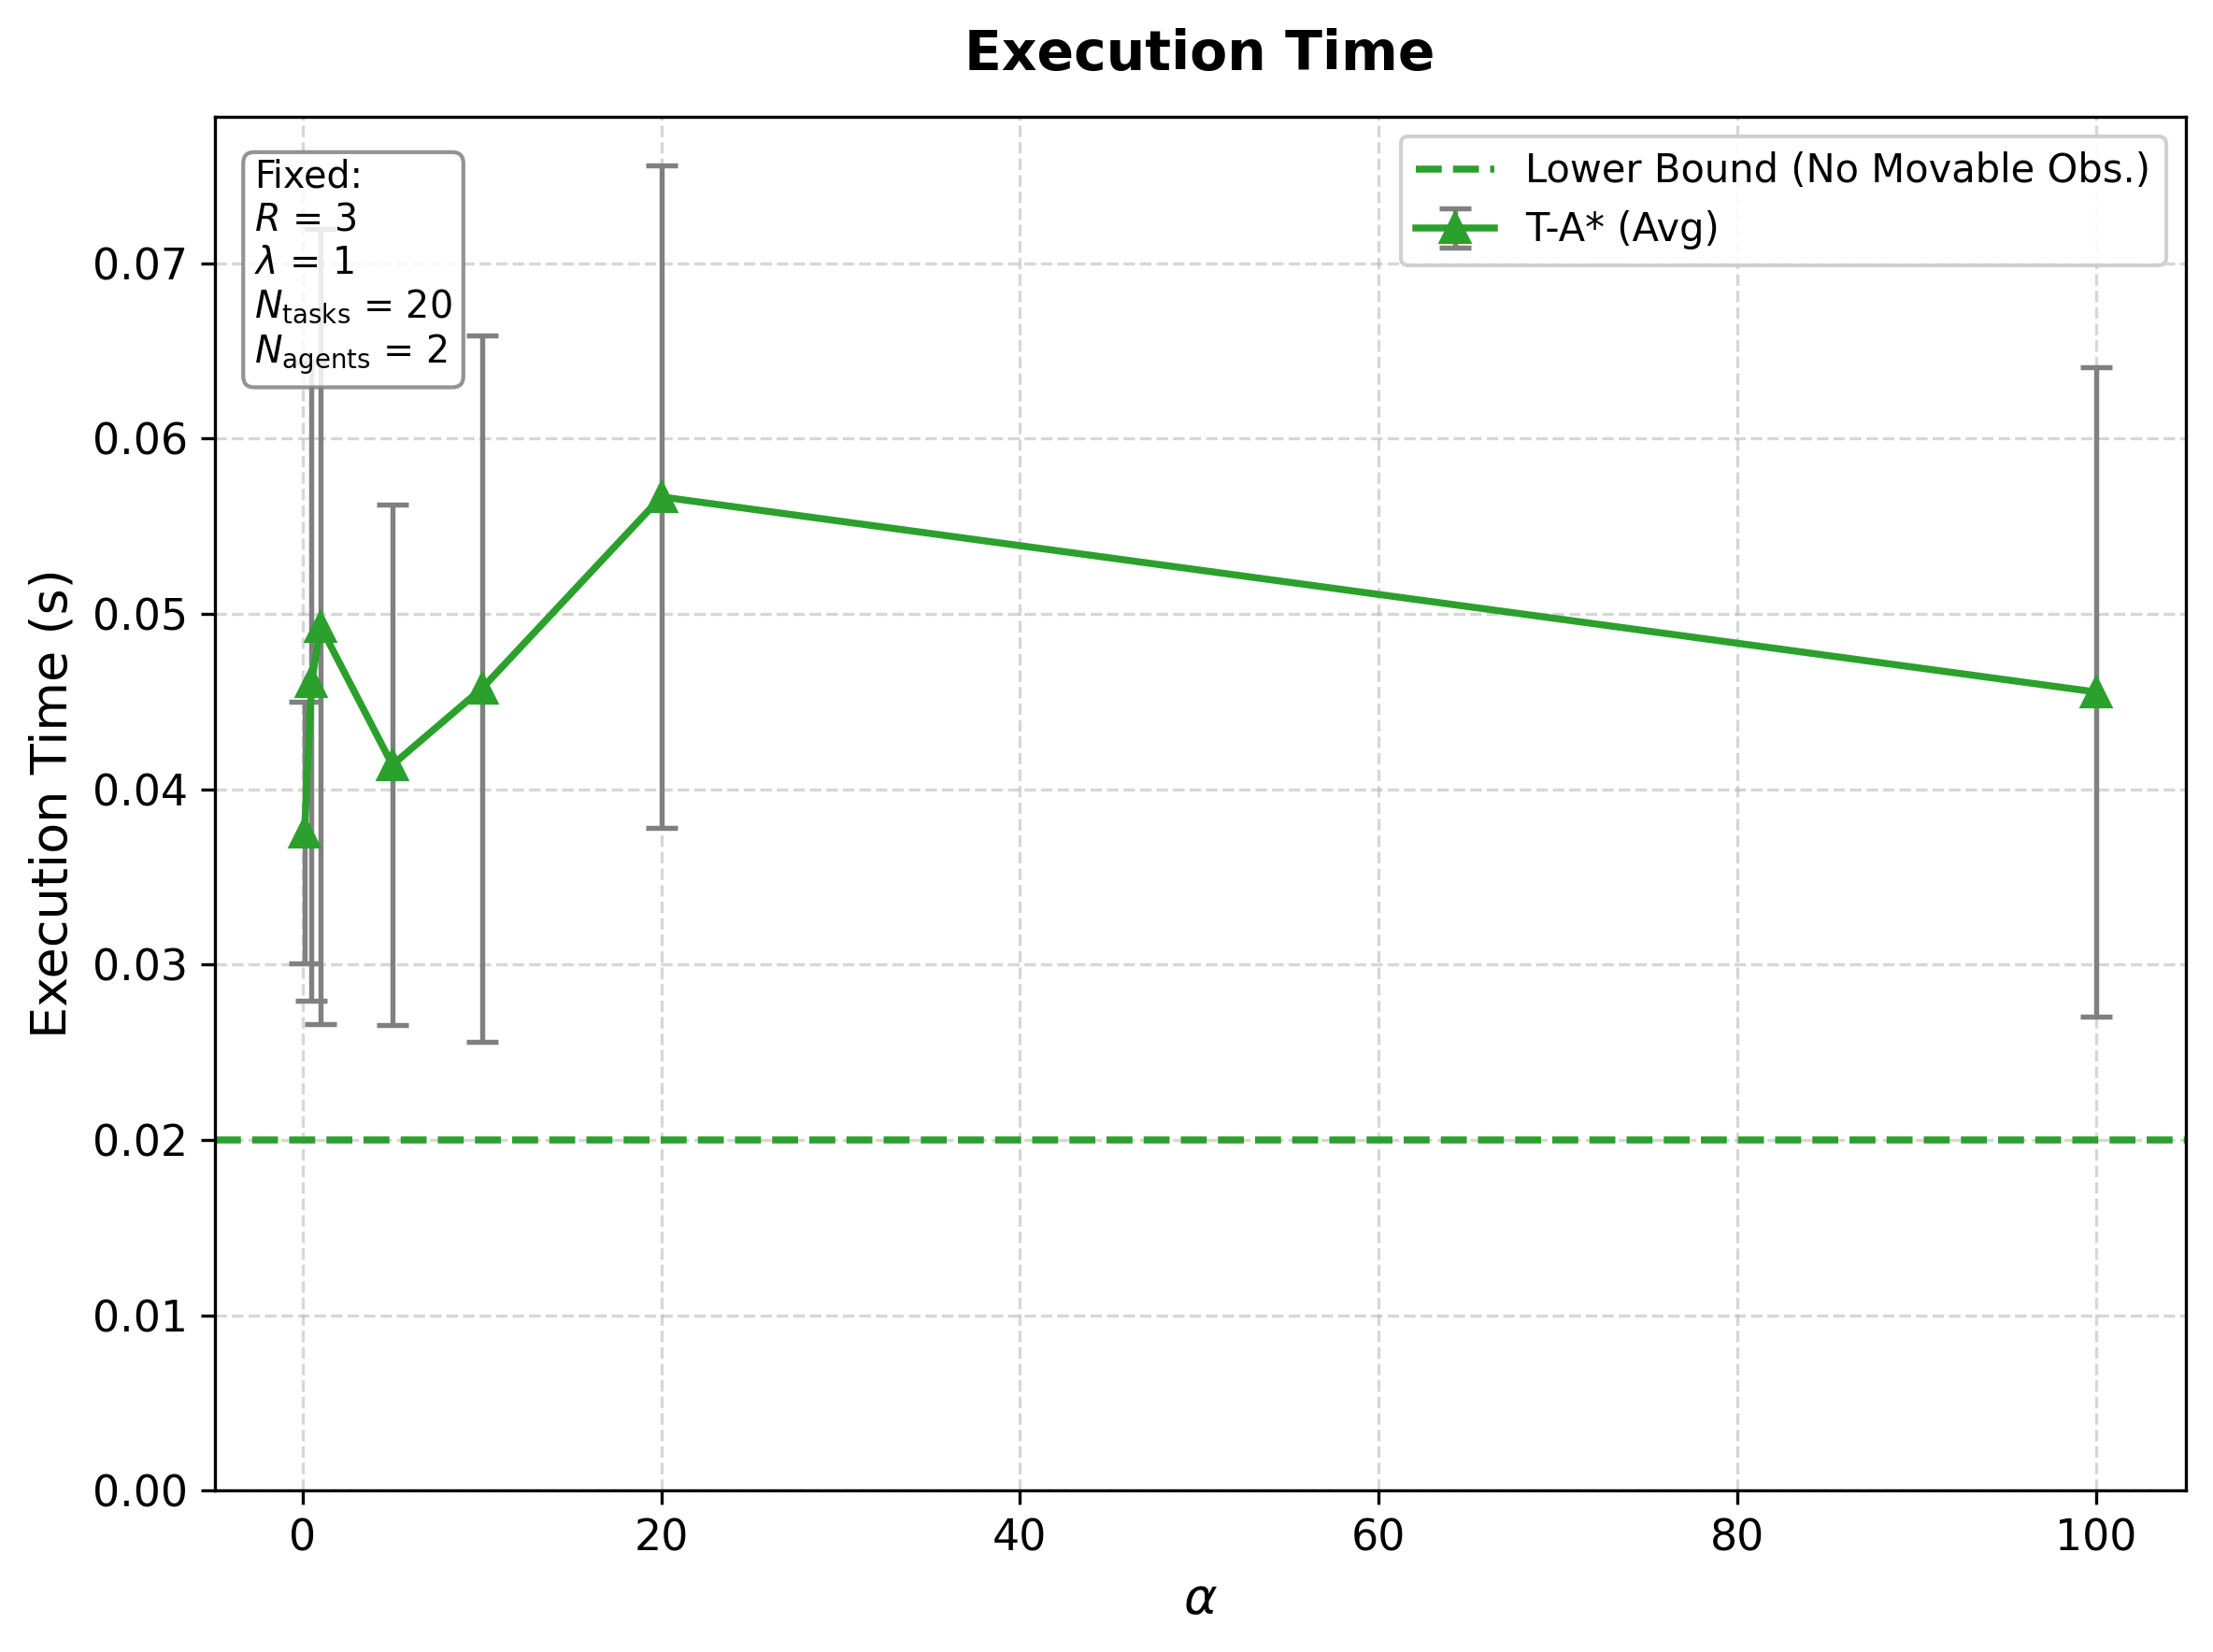 Execution Time
Fixed:
R = 3
λ = 1
N_tasks = 20
N_agents = 2
Lower Bound (No Movable Obs.)
T-A* (Avg)
Execution Time (s)
0.07
0.06
0.05
0.04
0.03
0.02
0.01
0.00
0 20 40 60 80 100
α